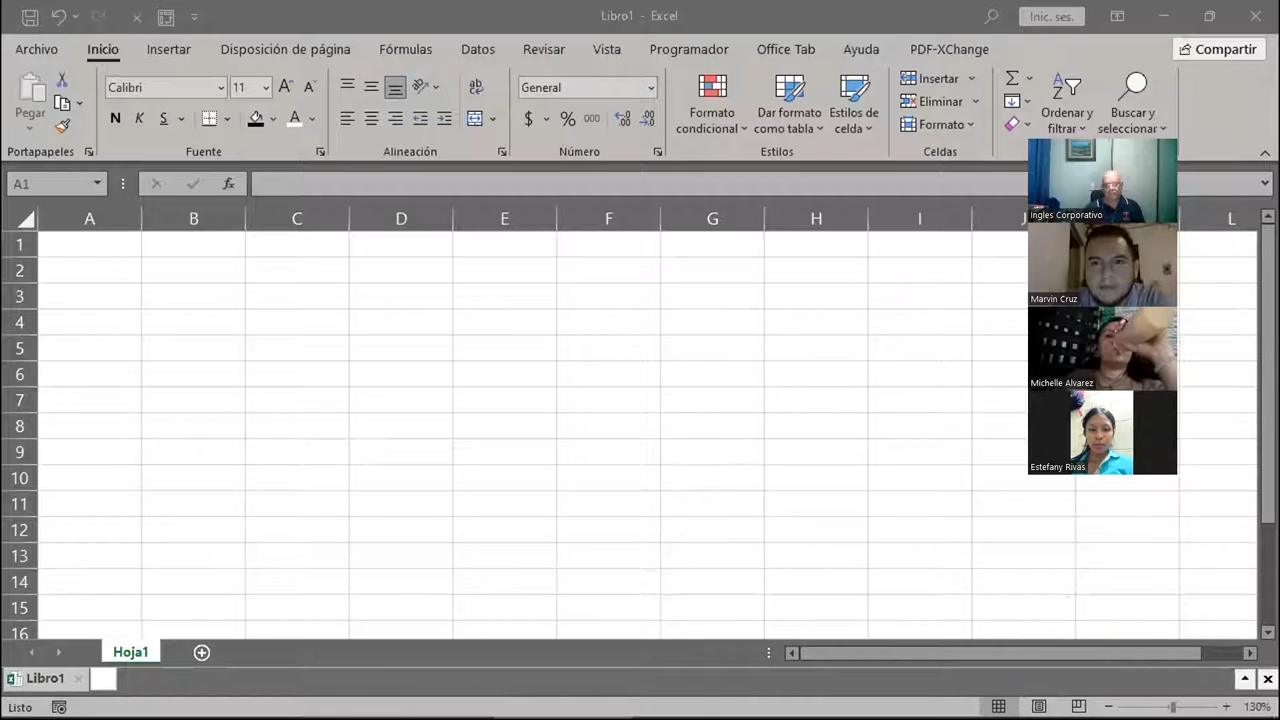 Libro1 - Excel
Inic. ses.
Archivo Inicio Insertar Disposición de página Fórmulas Datos Revisar Vista Programador Office Tab Ayuda PDF-XChange Compartir
Pegar
Calibri 11
N K S
General
$ % 000
Formato condicional
Dar formato como tabla
Estilos de celda
Insertar
Eliminar
Formato
Ordenar y filtrar
Buscar y seleccionar
Portapapeles Fuente Alineación Número Estilos Celdas
A1 fx
A B C D E F G H I J L
1
2
3
4
5
6
7
8
9
10
11
12
13
14
15
16
Ingles Corporativo
Marvin Cruz
Michelle Alvarez
Estefany Rivas
Hoja1
Libro1
Listo 130%